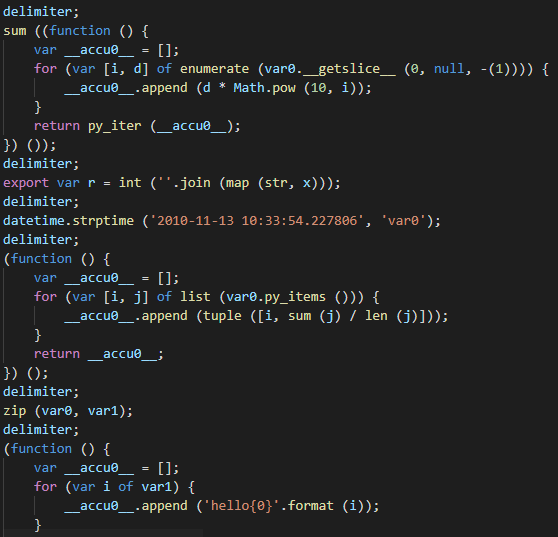 delimiter;
sum ((function () {
    var __accu0__ = [];
    for (var [i, d] of enumerate (var0.__getslice__ (0, null, -(1)))) {
        __accu0__.append (d * Math.pow (10, i));
    }
    return py_iter (__accu0__);
}) ());
delimiter;
export var r = int (''.join (map (str, x)));
delimiter;
datetime.strptime ('2010-11-13 10:33:54.227806', 'var0');
delimiter;
(function () {
    var __accu0__ = [];
    for (var [i, j] of list (var0.py_items ())) {
        __accu0__.append (tuple ([i, sum (j) / len (j)]));
    }
    return __accu0__;
}) ();
delimiter;
zip (var0, var1);
delimiter;
(function () {
    var __accu0__ = [];
    for (var i of var1) {
        __accu0__.append ('hello{0}'.format (i));
    }